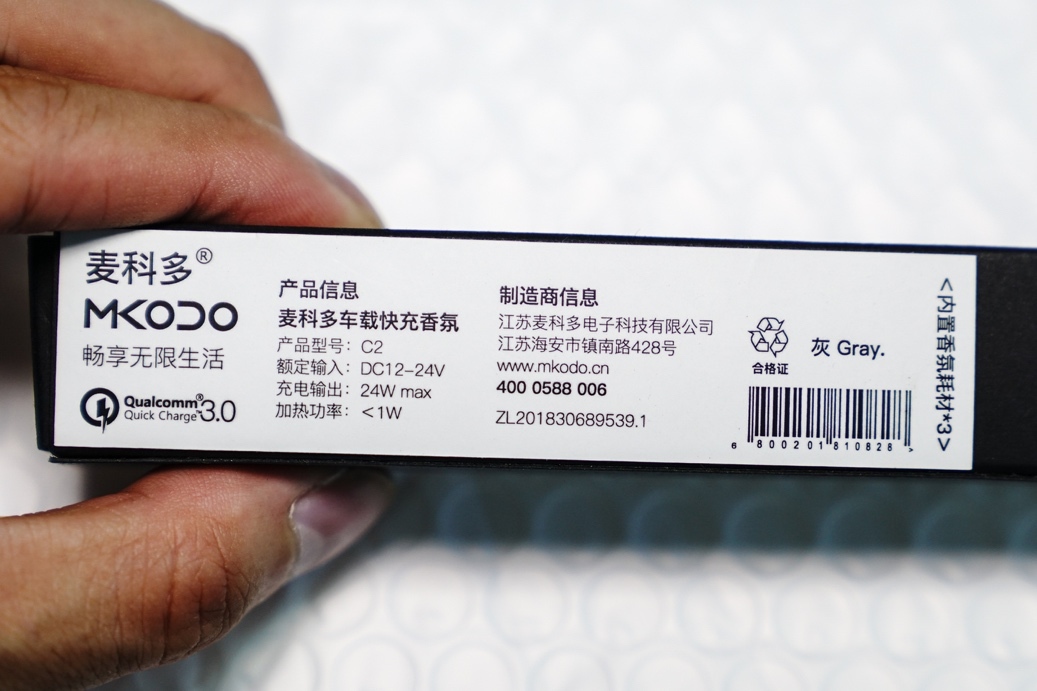 麦科多®
MKODO
畅享无限生活
Qualcomm®
Quick Charge™ 3.0
产品信息
麦科多车载快充香氛
产品型号：C2
额定输入：DC12-24V
充电输出：24W max
加热功率：<1W
制造商信息
江苏麦科多电子科技有限公司
江苏海安市镇南路428号
www.mkodo.cn
400 0588 006
ZL201830689539.1
合格证
灰 Gray.
6 800201 810828 >
<内置香氛耗材*3>